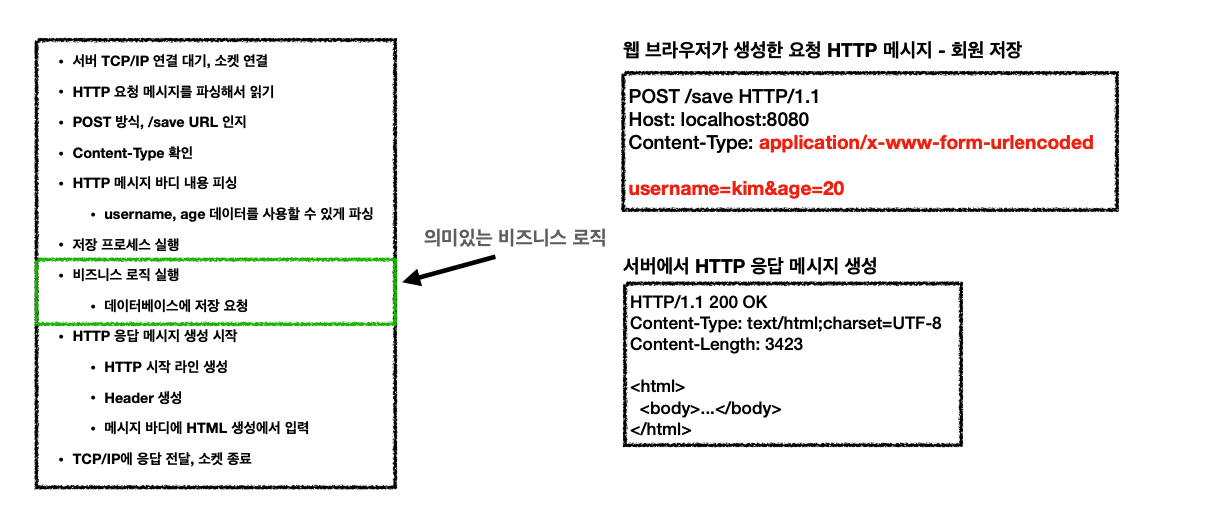 • 서버 TCP/IP 연결 대기, 소켓 연결
• HTTP 요청 메시지를 파싱해서 읽기
• POST 방식, /save URL 인지
• Content-Type 확인
• HTTP 메시지 바디 내용 피싱
• username, age 데이터를 사용할 수 있게 파싱
• 저장 프로세스 실행
• 비즈니스 로직 실행
• 데이터베이스에 저장 요청
• HTTP 응답 메시지 생성 시작
• HTTP 시작 라인 생성
• Header 생성
• 메시지 바디에 HTML 생성에서 입력
• TCP/IP에 응답 전달, 소켓 종료
의미있는 비즈니스 로직
웹 브라우저가 생성한 요청 HTTP 메시지 - 회원 저장
POST /save HTTP/1.1
Host: localhost:8080
Content-Type: application/x-www-form-urlencoded
username=kim&age=20
서버에서 HTTP 응답 메시지 생성
HTTP/1.1 200 OK
Content-Type: text/html;charset=UTF-8
Content-Length: 3423
<html>
<body>...</body>
</html>